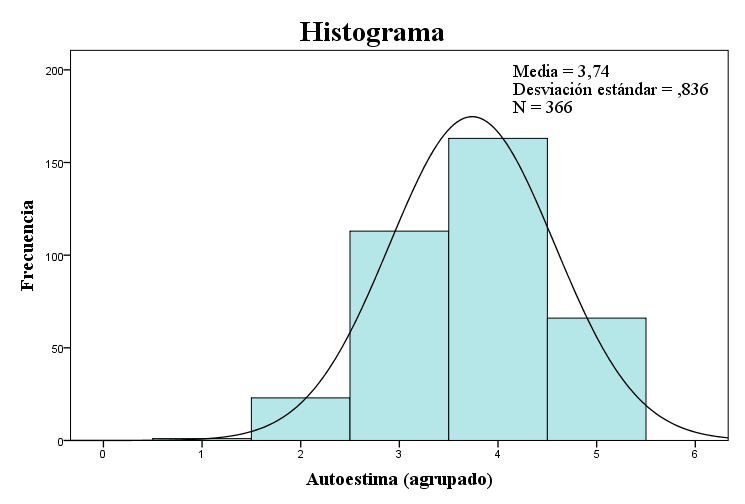 Histograma
Media = 3,74
Desviación estándar = ,836
N = 366
200
150
100
50
0
Frecuencia
0 1 2 3 4 5 6
Autoestima (agrupado)